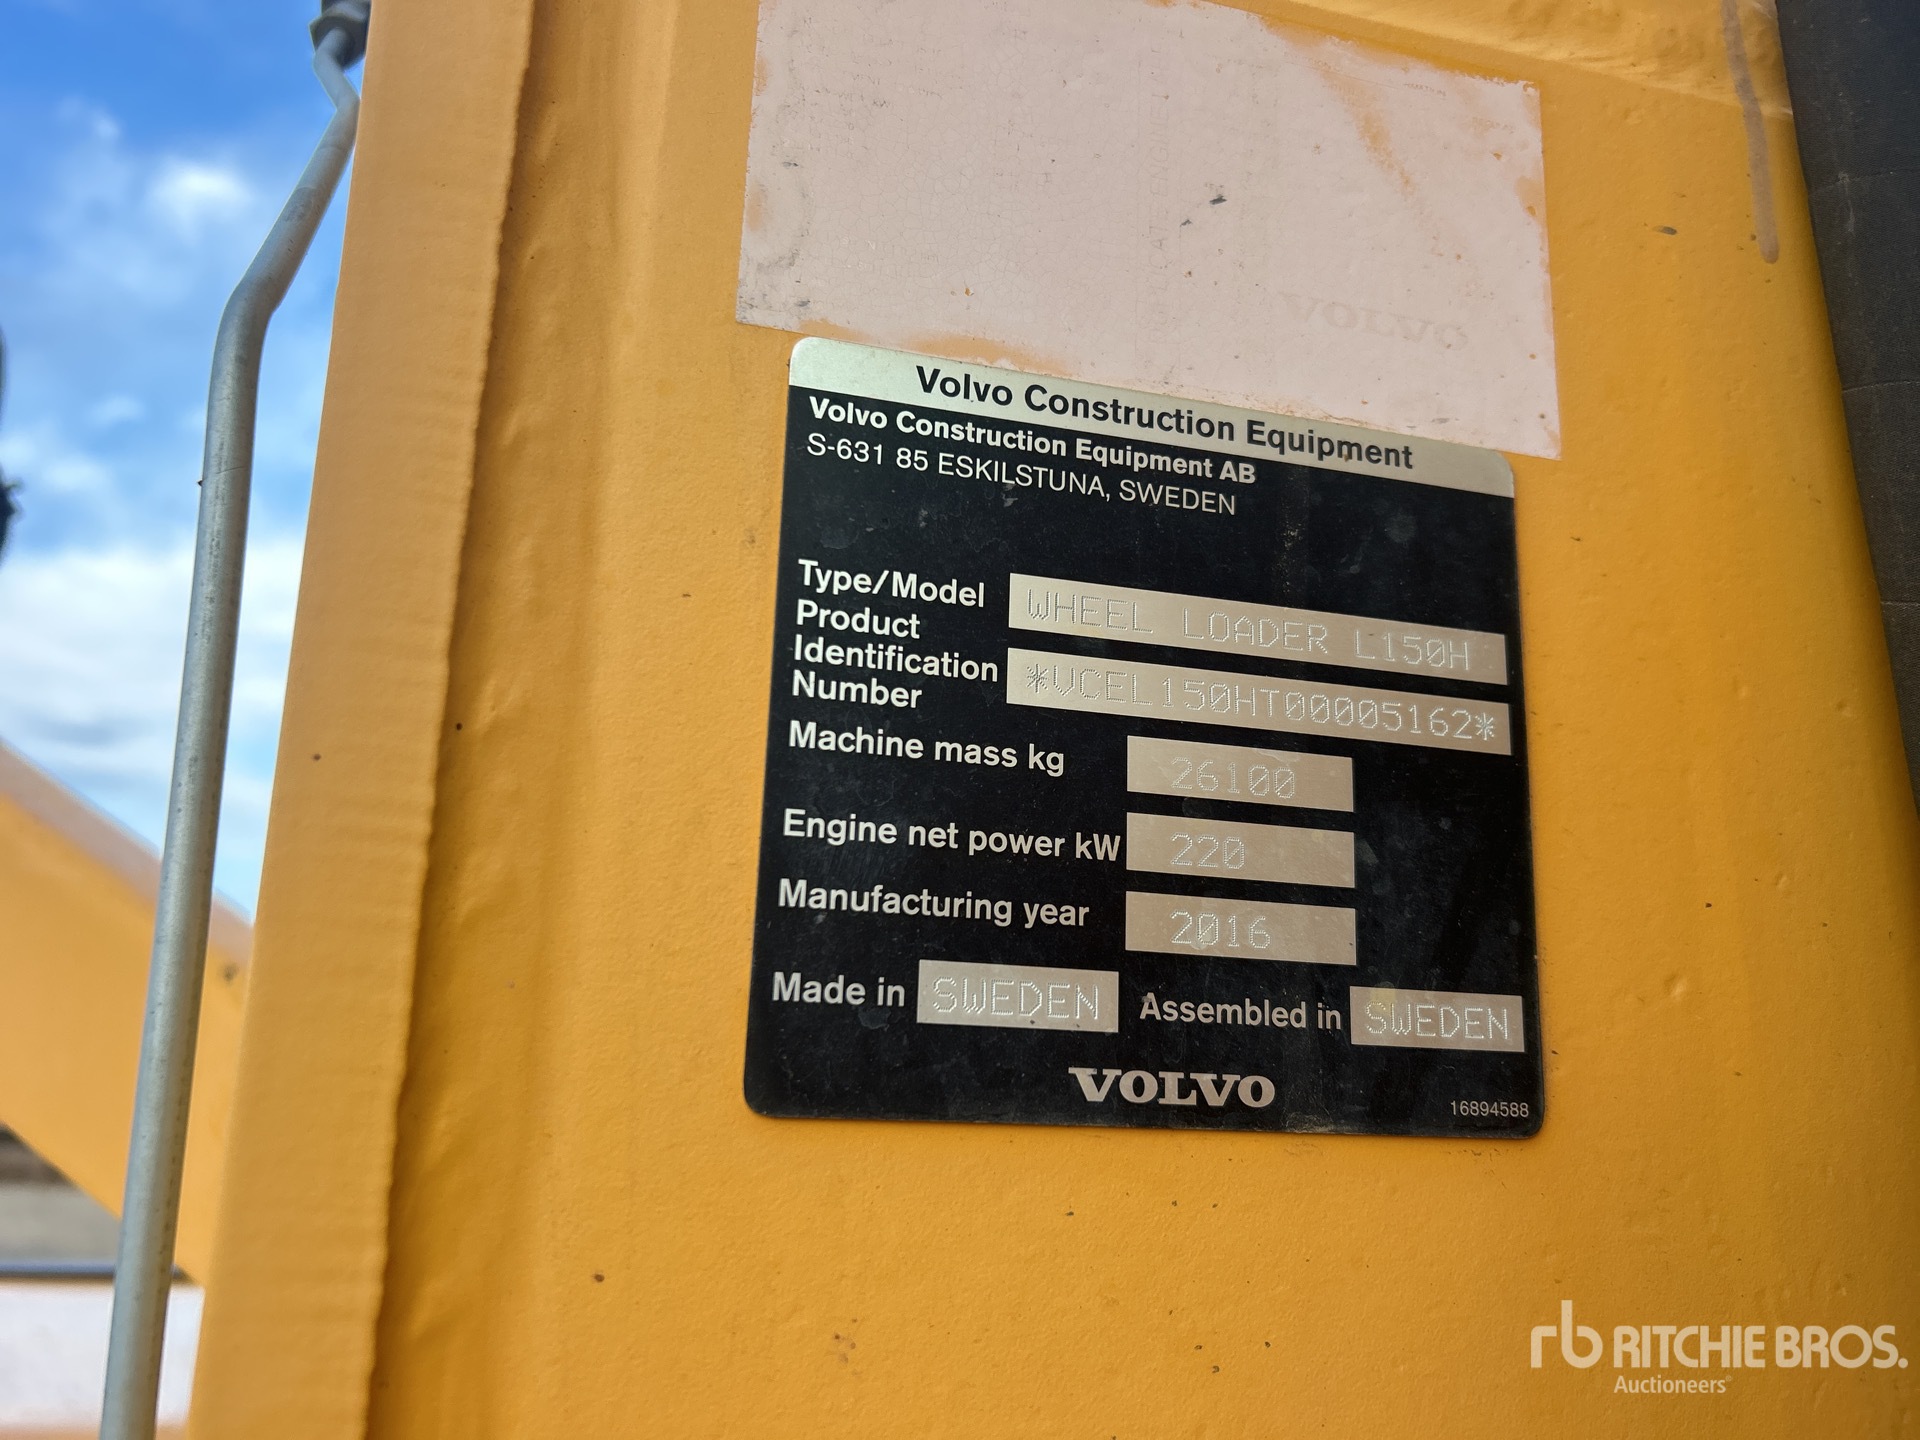 VOLVO
Volvo Construction Equipment
Volvo Construction Equipment AB
S-631 85 ESKILSTUNA, SWEDEN
Type/Model WHEEL LOADER L150H
Product
Identification
Number *VCEL150HT00005162*
Machine mass kg 26100
Engine net power kW 220
Manufacturing year 2016
Made in SWEDEN Assembled in SWEDEN
VOLVO
16894588
rb RITCHIE BROS.
Auctioneers